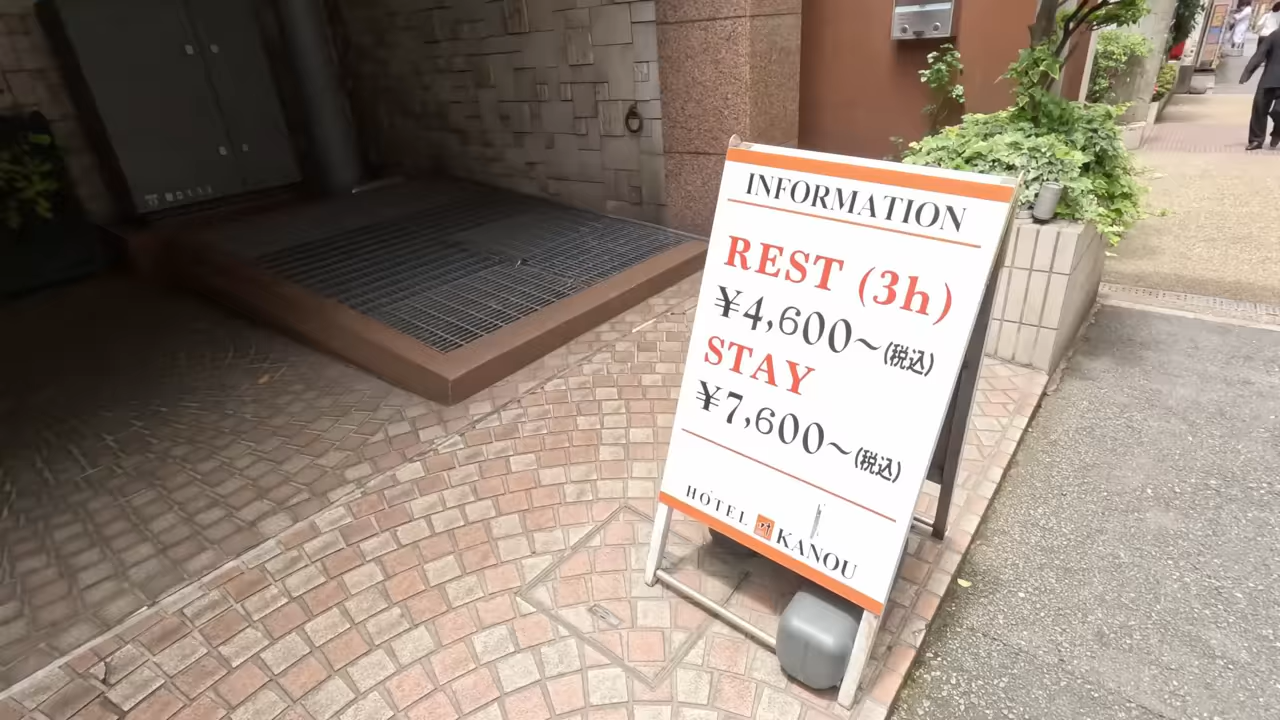 INFORMATION
REST (3h)
¥4,600~(税込)
STAY
¥7,600~(税込)
HOTEL KANOU